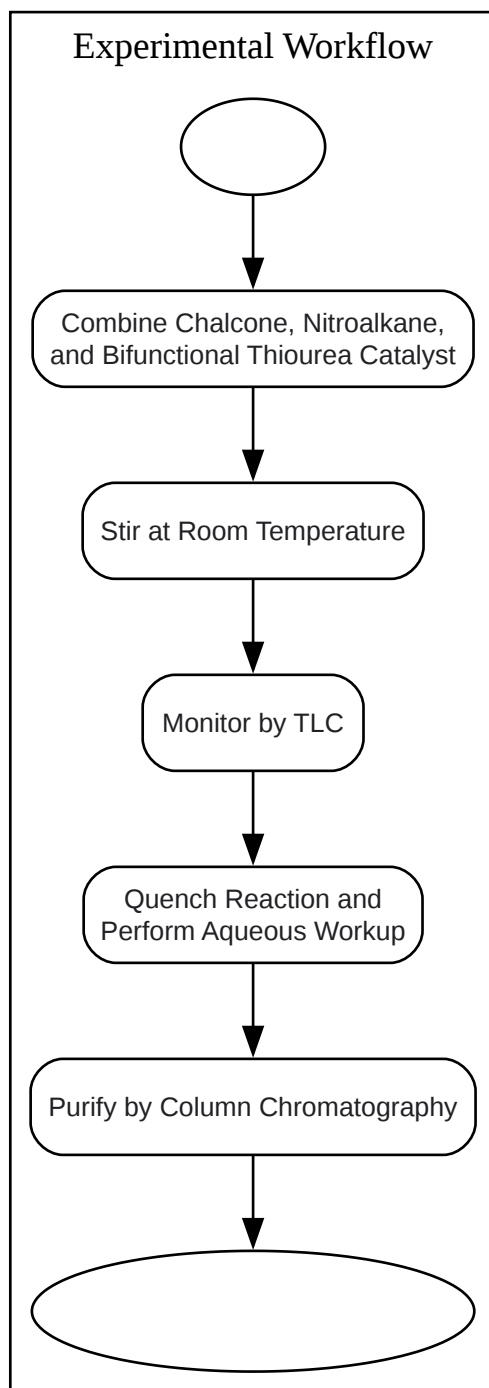 Experimental Workflow
Combine Chalcone, Nitroalkane,
and Bifunctional Thiourea Catalyst
Stir at Room Temperature
Monitor by TLC
Quench Reaction and
Perform Aqueous Workup
Purify by Column Chromatography